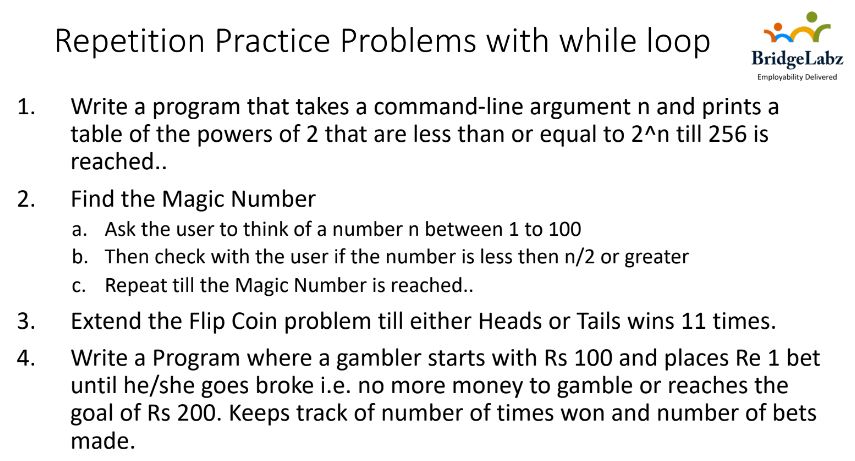 Repetition Practice Problems with while loop
BridgeLabz
Employability Delivered
1. Write a program that takes a command-line argument n and prints a
table of the powers of 2 that are less than or equal to 2^n till 256 is
reached..
2. Find the Magic Number
a. Ask the user to think of a number n between 1 to 100
b. Then check with the user if the number is less then n/2 or greater
c. Repeat till the Magic Number is reached..
3. Extend the Flip Coin problem till either Heads or Tails wins 11 times.
4. Write a Program where a gambler starts with Rs 100 and places Re 1 bet
until he/she goes broke i.e. no more money to gamble or reaches the
goal of Rs 200. Keeps track of number of times won and number of bets
made.